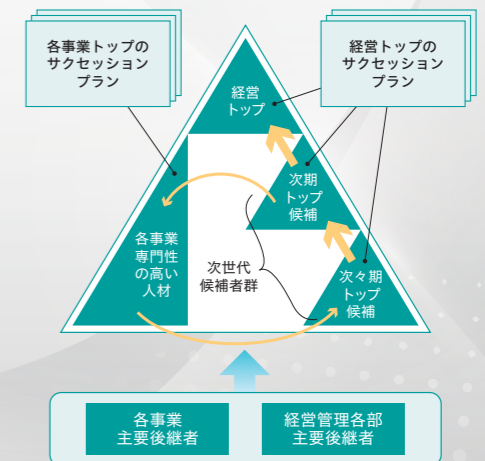 各事業トップの
サクセッション
プラン
経営トップの
サクセッション
プラン
経営
トップ
次期
トップ
候補
各事業
専門性
の高い
人材
次世代
候補者群
次々期
トップ
候補
各事業
主要後継者
経営管理各部
主要後継者